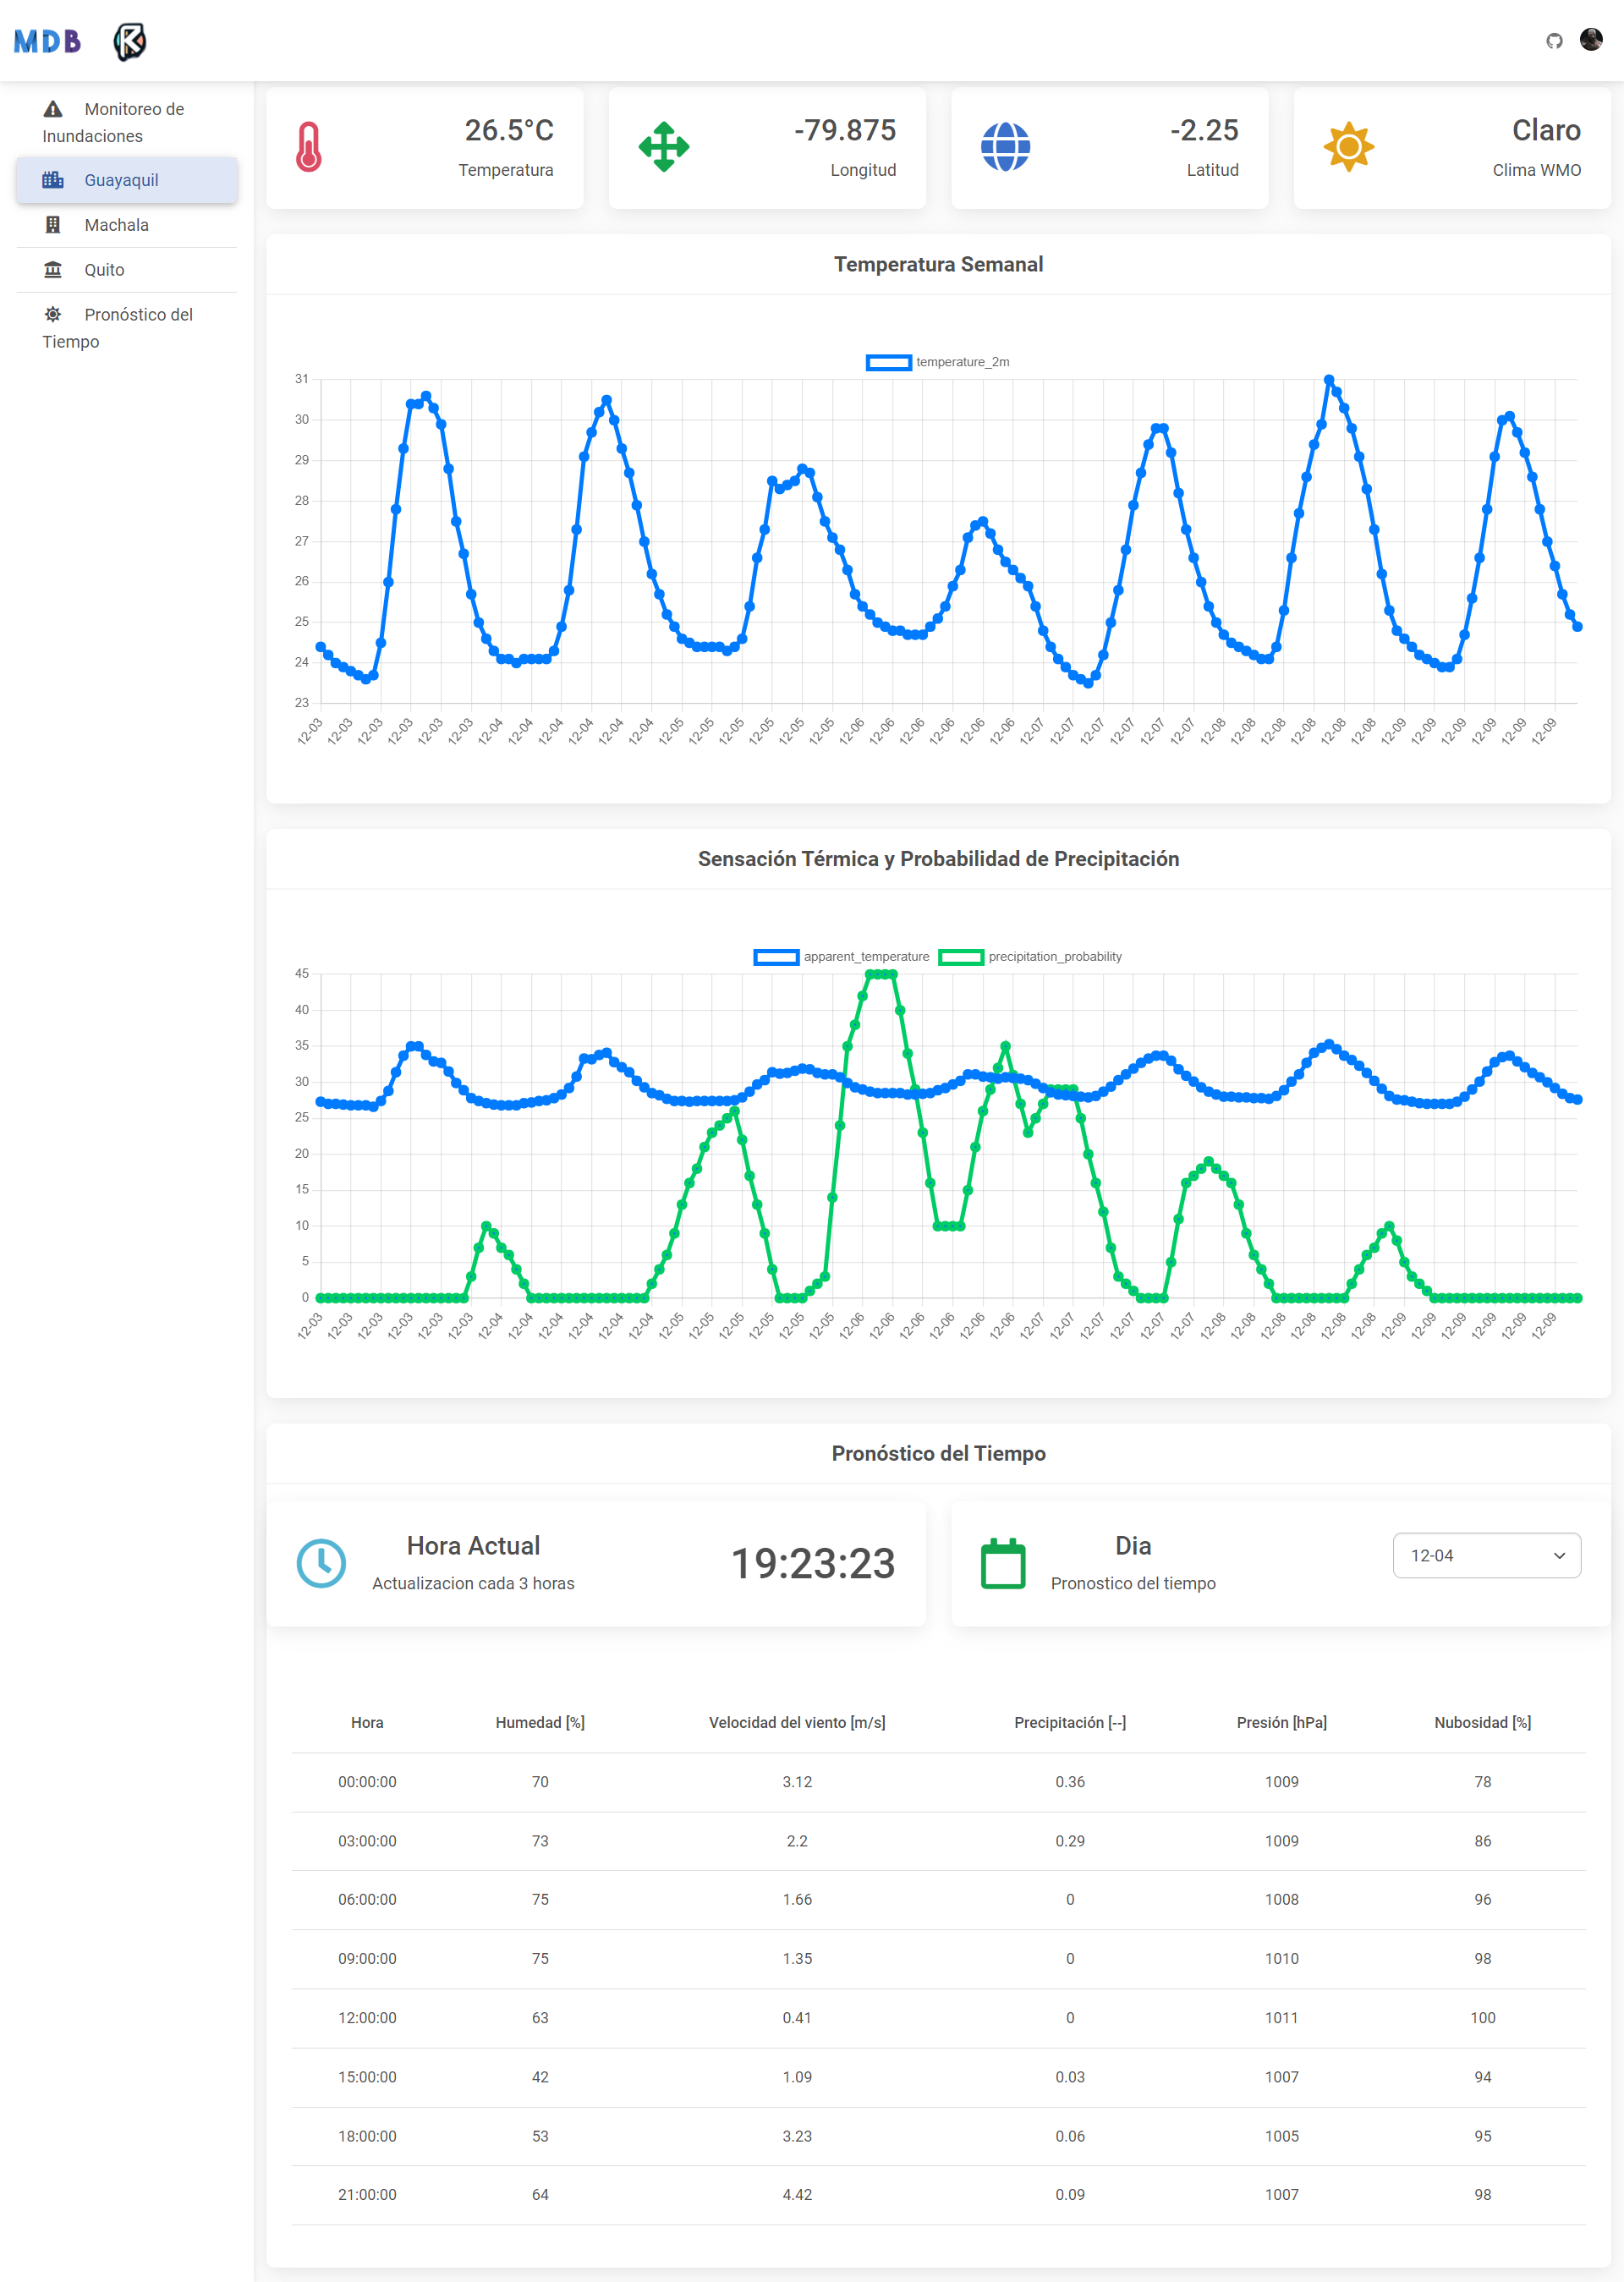 MDB
Monitoreo de
Inundaciones
Guayaquil
Machala
Quito
Pronóstico del
Tiempo
26.5°C
Temperatura
-79.875
Longitud
-2.25
Latitud
Claro
Clima WMO
Temperatura Semanal
temperature_2m
31
30
29
28
27
26
25
24
23
12-03 12-03 12-03 12-03 12-03 12-03 12-04 12-04 12-04 12-04 12-04 12-04 12-05 12-05 12-05 12-05 12-05 12-05 12-06 12-06 12-06 12-06 12-06 12-06 12-07 12-07 12-07 12-07 12-07 12-07 12-08 12-08 12-08 12-08 12-08 12-08 12-09 12-09 12-09 12-09 12-09 12-09
Sensación Térmica y Probabilidad de Precipitación
apparent_temperature precipitation_probability
45
40
35
30
25
20
15
10
5
0
12-03 12-03 12-03 12-03 12-03 12-03 12-04 12-04 12-04 12-04 12-04 12-04 12-05 12-05 12-05 12-05 12-05 12-05 12-06 12-06 12-06 12-06 12-06 12-06 12-07 12-07 12-07 12-07 12-07 12-07 12-08 12-08 12-08 12-08 12-08 12-08 12-09 12-09 12-09 12-09 12-09 12-09
Pronóstico del Tiempo
Hora Actual
Actualizacion cada 3 horas
19:23:23
Dia
Pronostico del tiempo
12-04
Hora Humedad [%] Velocidad del viento [m/s] Precipitación [--] Presión [hPa] Nubosidad [%]
00:00:00 70 3.12 0.36 1009 78
03:00:00 73 2.2 0.29 1009 86
06:00:00 75 1.66 0 1008 96
09:00:00 75 1.35 0 1010 98
12:00:00 63 0.41 0 1011 100
15:00:00 42 1.09 0.03 1007 94
18:00:00 53 3.23 0.06 1005 95
21:00:00 64 4.42 0.09 1007 98